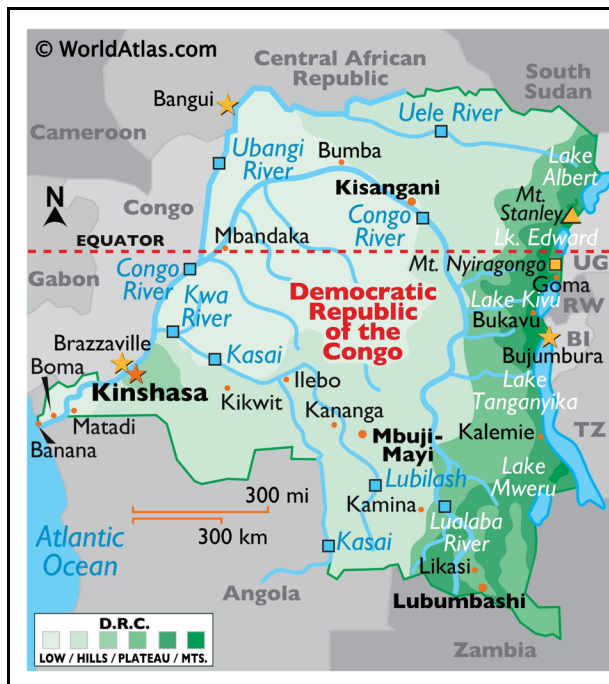 © WorldAtlas.com
Central African
Republic
South
Sudan
Bangui
Cameroon
Uele River
Ubangi
River
Bumba
Lake
Albert
Kisangani
Mt.
Stanley
N
Congo
Congo
River
EQUATOR
Mbandaka
Lk. Edward
Gabon
Congo
River
Mt. Nyiragongo
UG
Goma
Kwa
River
Democratic
Republic
of the
Congo
Lake Kivu
RW
Bukavu
BI
Brazzaville
Kasai
Bujumbura
Boma
Kinshasa
Ilebo
Lake
Tanganyika
Kikwit
Kananga
Matadi
Banana
Mbuji-
Mayi
Kalemie
TZ
Lubilash
Lake
Mweru
300 mi
300 km
Kamina
Lualaba
River
Atlantic
Ocean
Kasai
Likasi
Angola
Lubumbashi
D.R.C.
LOW / HILLS / PLATEAU / MTS.
Zambia